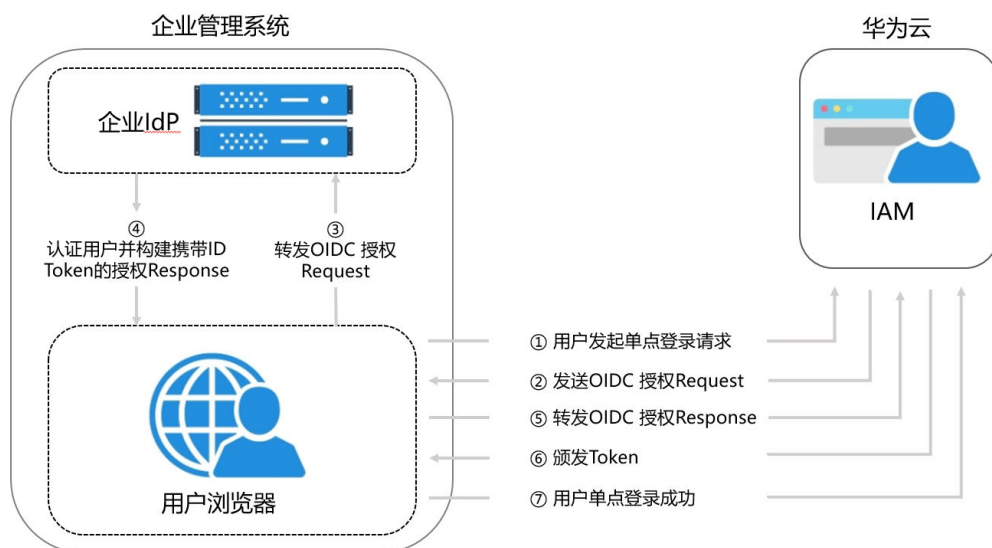 企业管理系统
华为云
企业IdP
IAM
④
认证用户并构建携带ID
Token的授权Response
③
转发OIDC 授权
Request
① 用户发起单点登录请求
② 发送OIDC 授权Request
⑤ 转发OIDC 授权Response
⑥ 颁发Token
⑦ 用户单点登录成功
用户浏览器